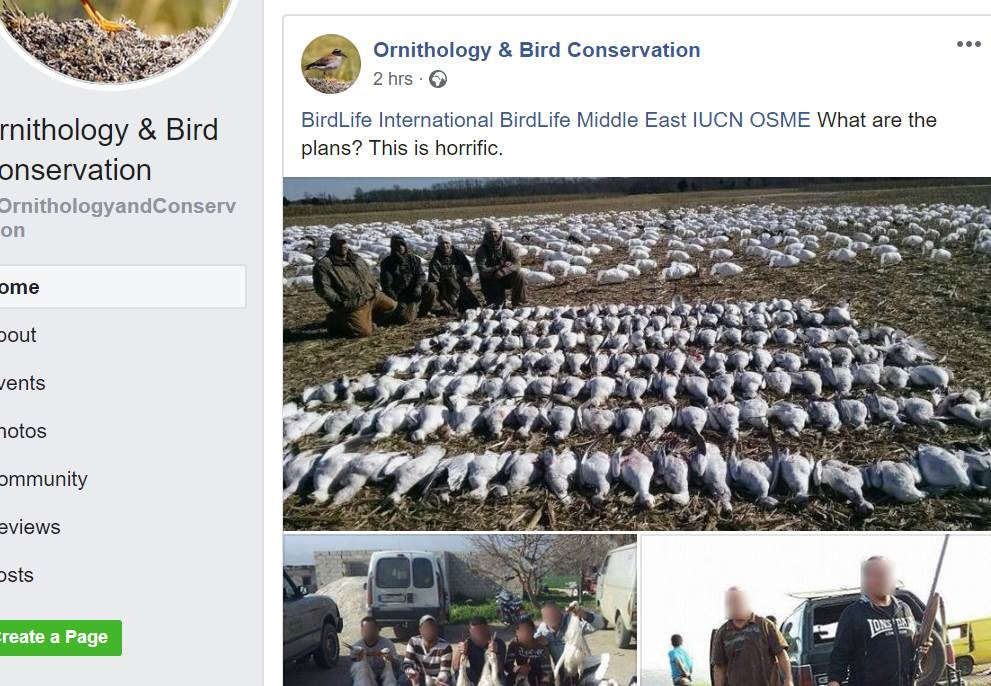 Ornithology & Bird Conservation
2 hrs ·
BirdLife International BirdLife Middle East IUCN OSME What are the
plans? This is horrific.
rnithology & Bird
onservation
OrnithologyandConserv
on
ome
bout
vents
hotos
ommunity
eviews
osts
reate a Page
LONSDALE